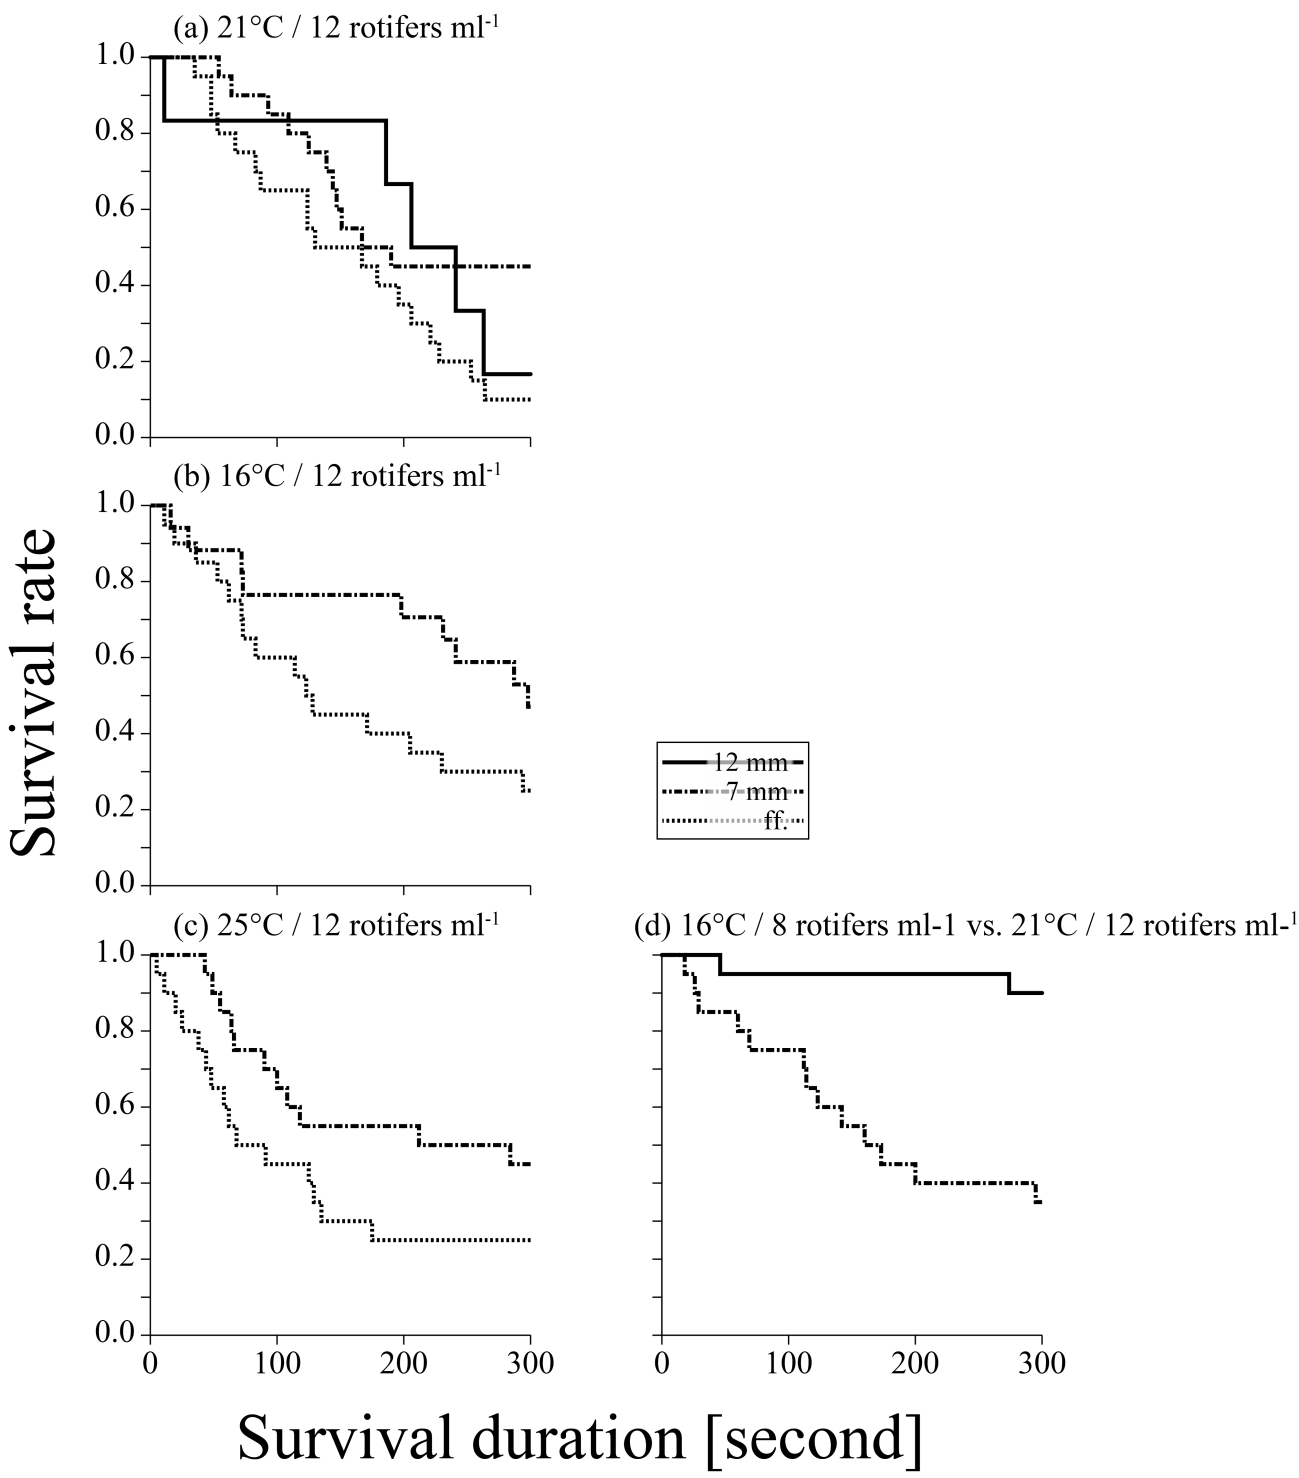 (a) 21°C / 12 rotifers ml-1
1.0
0.8
0.6
0.4
0.2
0.0
(b) 16°C / 12 rotifers ml-1
1.0
0.8
0.6
0.4
0.2
0.0
Survival rate
12 mm
7 mm
ff.
(c) 25°C / 12 rotifers ml-1
1.0
0.8
0.6
0.4
0.2
0.0
0 100 200 300
(d) 16°C / 8 rotifers ml-1 vs. 21°C / 12 rotifers ml-1
0 100 200 300
Survival duration [second]